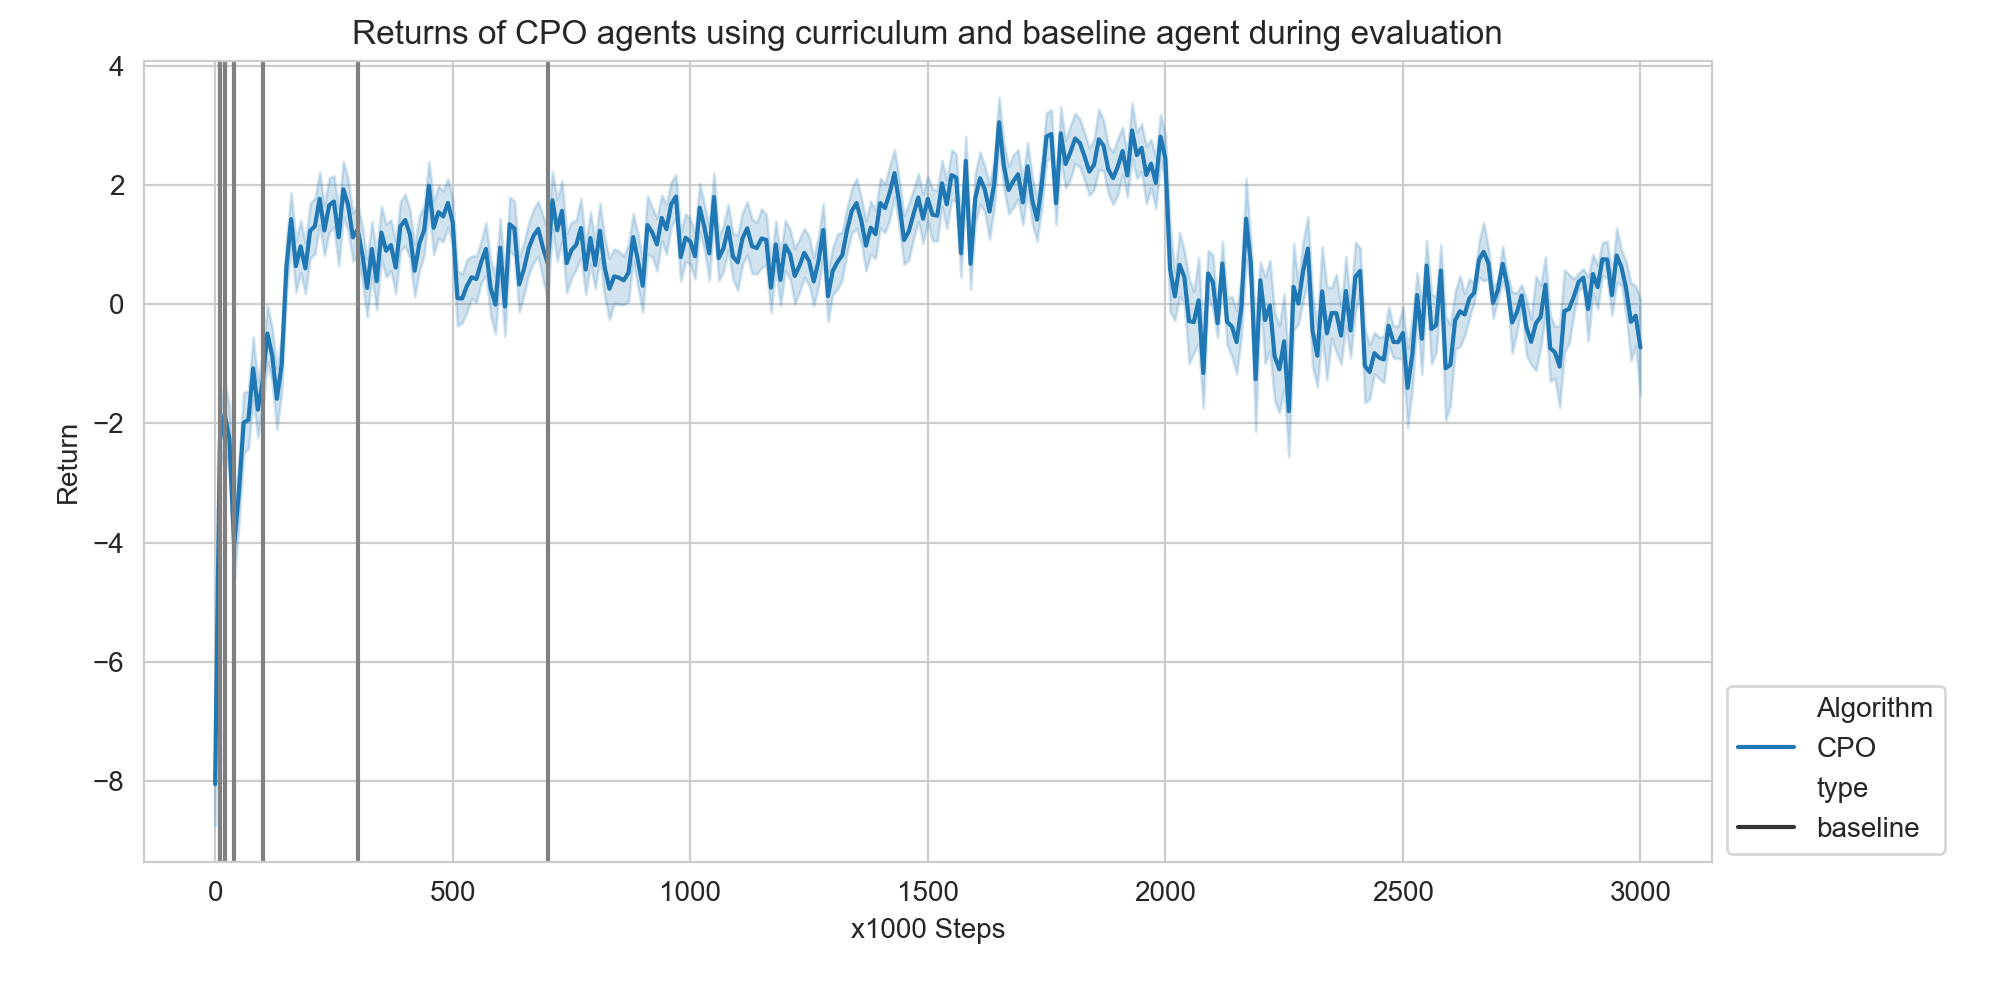 Returns of CPO agents using curriculum and baseline agent during evaluation
4
2
0
−2
−4
−6
−8
Return
0 500 1000 1500 2000 2500 3000
x1000 Steps
Algorithm
CPO
type
baseline